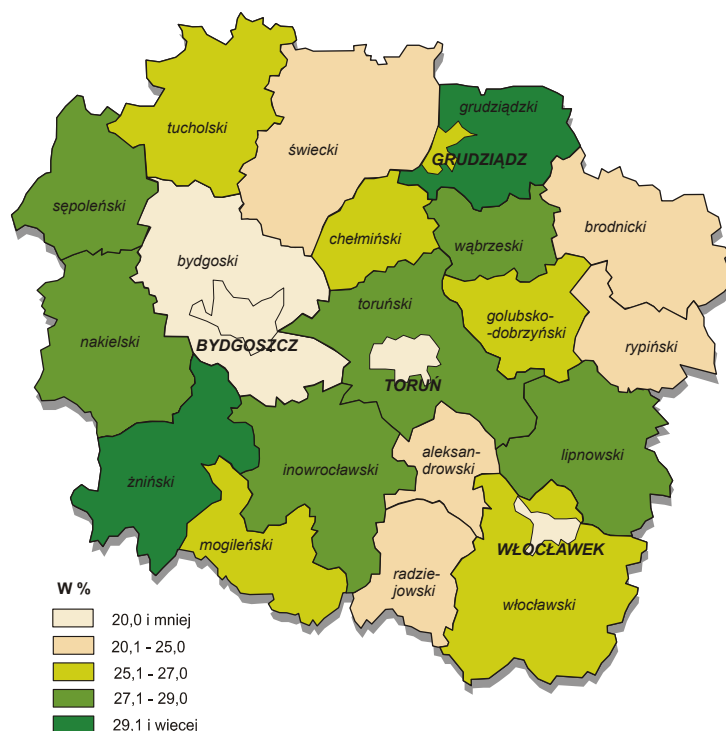 grudziądzki
tucholski
świecki
GRUDZIĄDZ
sępoleński
brodnicki
chełmiński
wąbrzeski
bydgoski
toruński
golubsko-
-dobrzyński
nakielski
BYDGOSZCZ
rypiński
TORUŃ
aleksan-
drowski
lipnowski
inowrocławski
żniński
mogileński
WŁOCŁAWEK
radzie-
jowski
włocławski
W %
20,0 i mniej
20,1 - 25,0
25,1 - 27,0
27,1 - 29,0
29,1 i wiecej